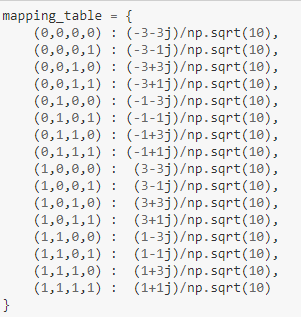 mapping_table = {
    (0,0,0,0) : (-3-3j)/np.sqrt(10),
    (0,0,0,1) : (-3-1j)/np.sqrt(10),
    (0,0,1,0) : (-3+3j)/np.sqrt(10),
    (0,0,1,1) : (-3+1j)/np.sqrt(10),
    (0,1,0,0) : (-1-3j)/np.sqrt(10),
    (0,1,0,1) : (-1-1j)/np.sqrt(10),
    (0,1,1,0) : (-1+3j)/np.sqrt(10),
    (0,1,1,1) : (-1+1j)/np.sqrt(10),
    (1,0,0,0) :  (3-3j)/np.sqrt(10),
    (1,0,0,1) :  (3-1j)/np.sqrt(10),
    (1,0,1,0) :  (3+3j)/np.sqrt(10),
    (1,0,1,1) :  (3+1j)/np.sqrt(10),
    (1,1,0,0) :  (1-3j)/np.sqrt(10),
    (1,1,0,1) :  (1-1j)/np.sqrt(10),
    (1,1,1,0) :  (1+3j)/np.sqrt(10),
    (1,1,1,1) :  (1+1j)/np.sqrt(10)
}